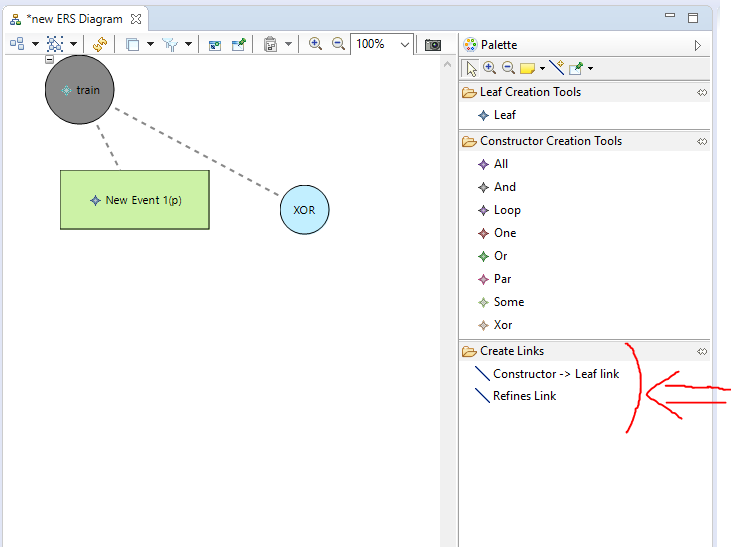 *new ERS Diagram
100%
train
New Event 1(p)
XOR
Palette
Leaf Creation Tools
Leaf
Constructor Creation Tools
All
And
Loop
One
Or
Par
Some
Xor
Create Links
Constructor -> Leaf link
Refines Link